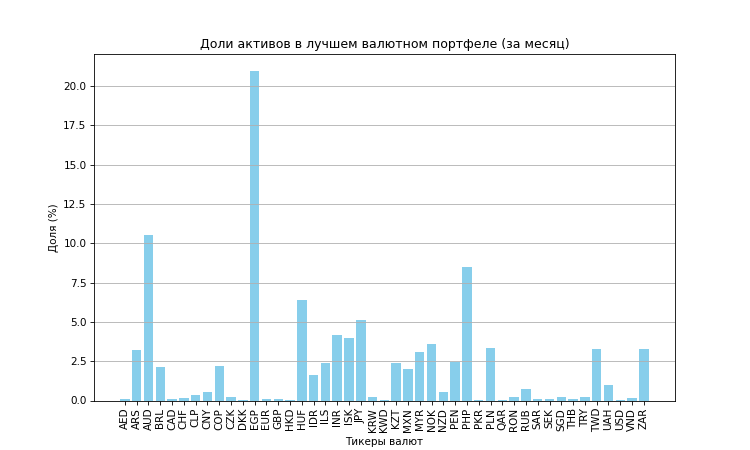 Доли активов в лучшем валютном портфеле (за месяц)
Доля (%)
20.0
17.5
15.0
12.5
10.0
7.5
5.0
2.5
0.0
AED
ARS
AUD
BRL
CAD
CHF
CLP
CNY
COP
CZK
DKK
EGP
EUR
GBP
HKD
HUF
IDR
ILS
INR
ISK
JPY
KRW
KWD
KZT
MXN
MYR
NOK
NZD
PEN
PHP
PKR
PLN
QAR
RON
RUB
SAR
SEK
SGD
THB
TRY
TWD
UAH
USD
VND
ZAR
Тикеры валют